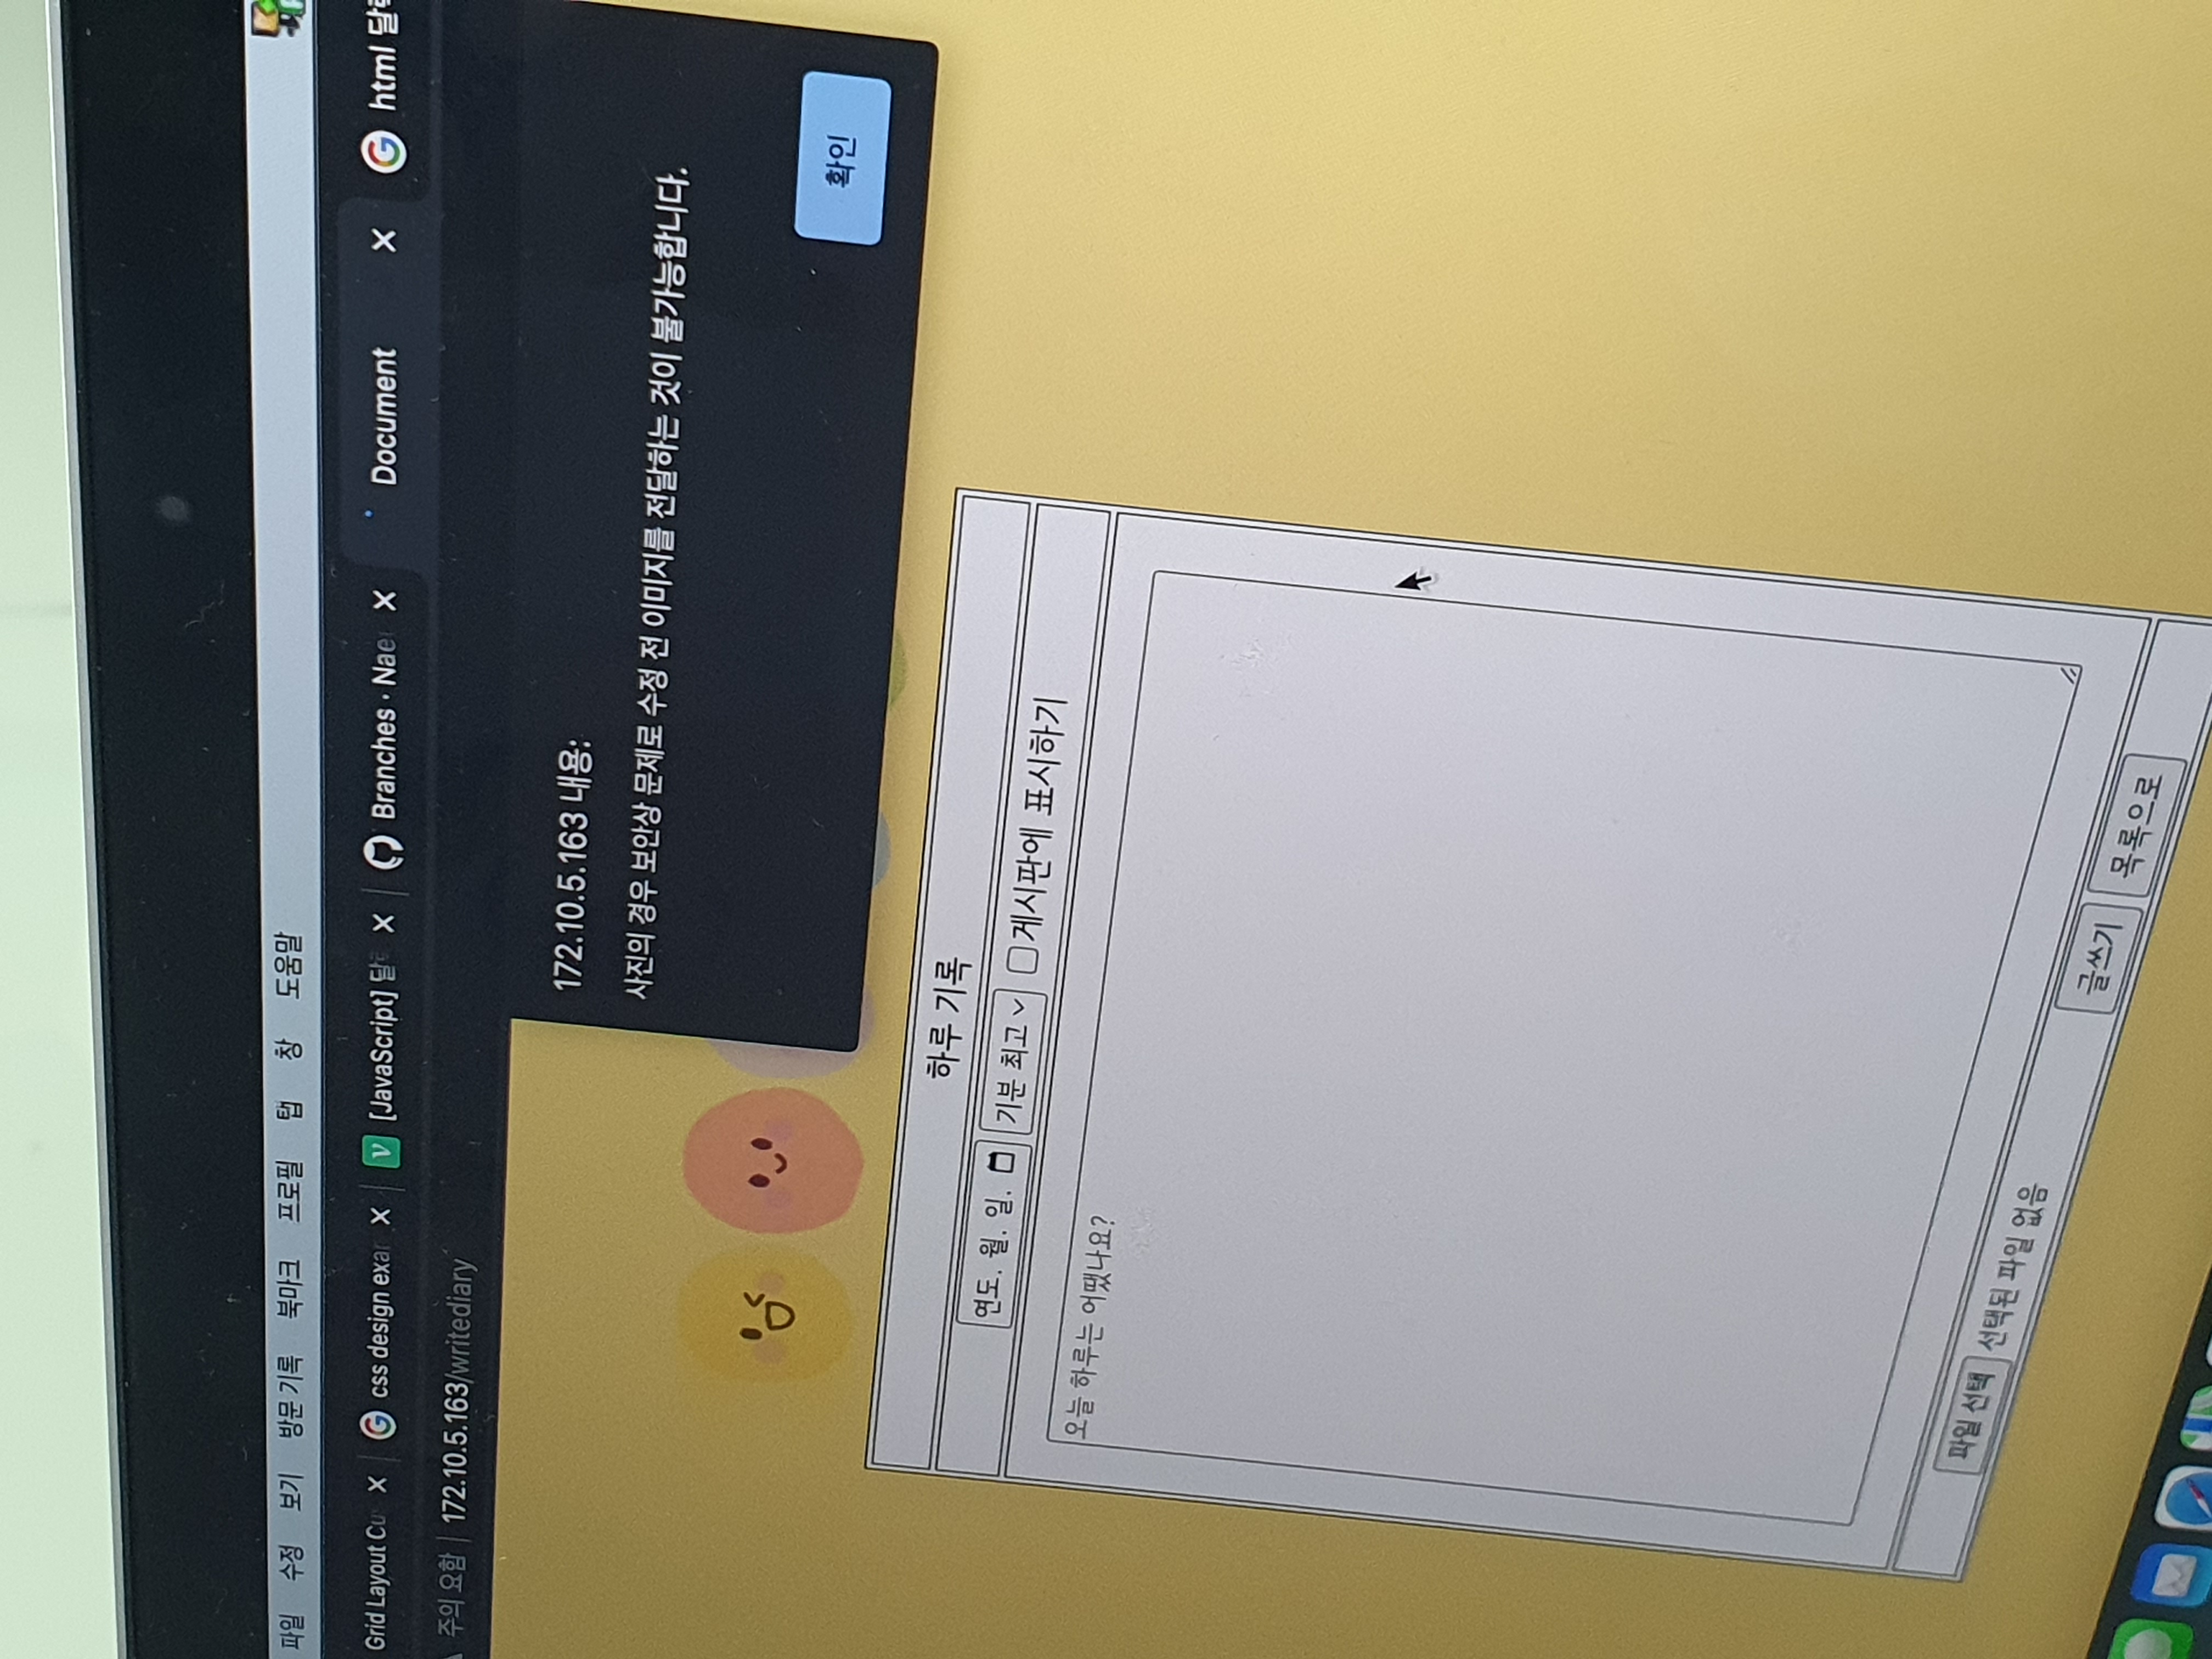 파일 수정 보기 방문 기록 북마크 프로필 탭 창 도움말
Grid Layout Cu css design exa [JavaScript] 달 Branches · Nae Document html 달력
주의 요함 172.10.5.163/writediary
172.10.5.163 내용:
사진의 경우 보안상 문제로 수정 전 이미지를 전달하는 것이 불가능합니다.
확인
하루 기록
연도. 월. 일. 기분 최고 게시판에 표시하기
오늘 하루는 어땠나요?
파일 선택 선택된 파일 없음
글쓰기 목록으로